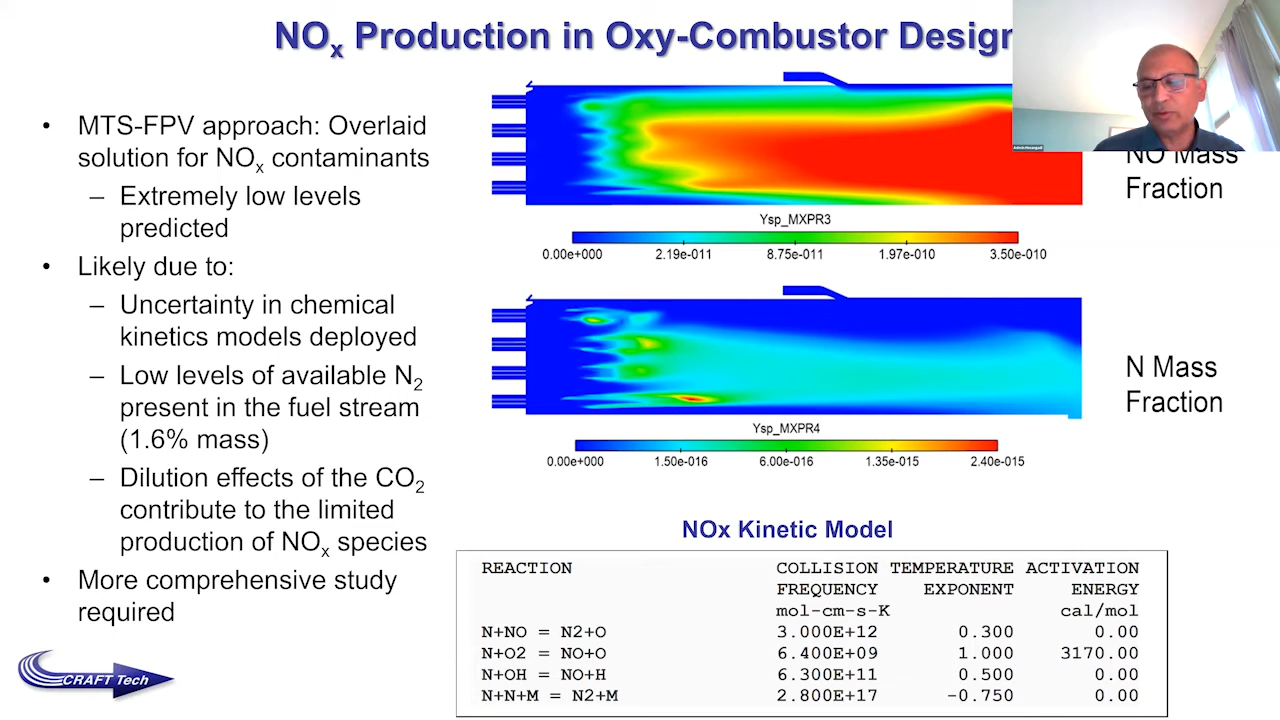 NOx Production in Oxy-Combustor Design
• MTS-FPV approach: Overlaid
solution for NOx contaminants
– Extremely low levels
predicted
• Likely due to:
– Uncertainty in chemical
kinetics models deployed
– Low levels of available N2
present in the fuel stream
(1.6% mass)
– Dilution effects of the CO2
contribute to the limited
production of NOx species
• More comprehensive study
required
CRAFT Tech
NO Mass
Fraction
Ysp_MXPR3
0.00e+000 2.19e-011 8.75e-011 1.97e-010 3.50e-010
N Mass
Fraction
Ysp_MXPR4
0.00e+000 1.50e-016 6.00e-016 1.35e-015 2.40e-015
NOx Kinetic Model
REACTION COLLISION TEMPERATURE ACTIVATION
FREQUENCY EXPONENT ENERGY
mol-cm-s-K cal/mol
N+NO = N2+O 3.000E+12 0.300 0.00
N+O2 = NO+O 6.400E+09 1.000 3170.00
N+OH = NO+H 6.300E+11 0.500 0.00
N+N+M = N2+M 2.800E+17 -0.750 0.00